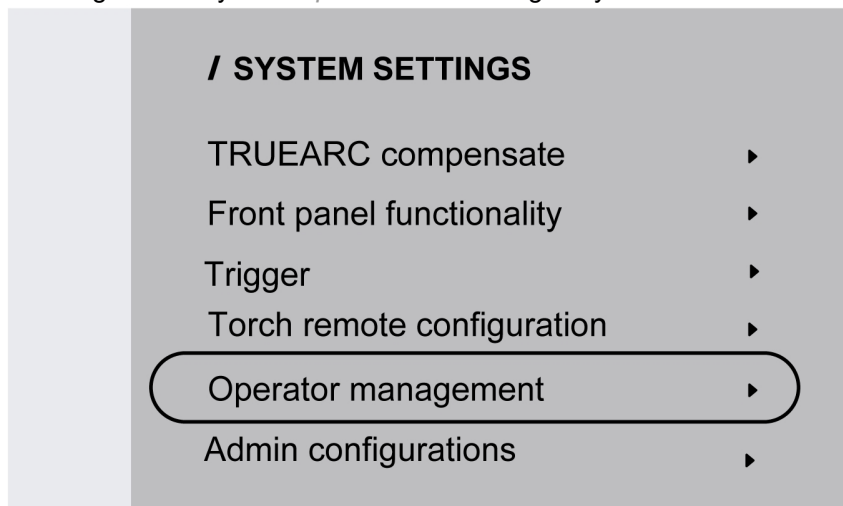 / SYSTEM SETTINGS
TRUEARC compensate
Front panel functionality
Trigger
Torch remote configuration
Operator management
Admin configurations